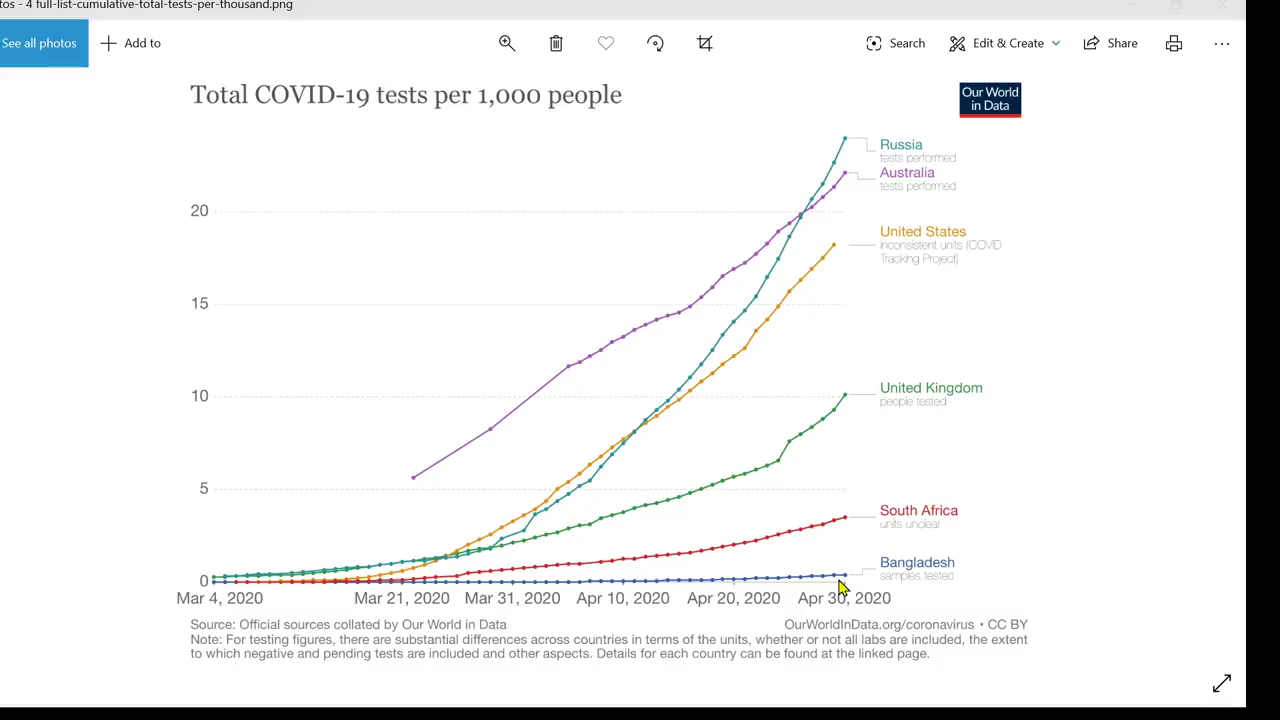 - 4 full-list-cumulative-total-tests-per-thousand.png
See all photos
Add to
Search
Edit & Create
Share
Total COVID-19 tests per 1,000 people
Our World
in Data
Russia
tests performed
Australia
tests performed
20
United States
inconsistent units (COVID
Tracking Project)
15
10
United Kingdom
people tested
5
South Africa
units unclear
Bangladesh
samples tested
0
Mar 4, 2020
Mar 21, 2020
Mar 31, 2020
Apr 10, 2020
Apr 20, 2020
Apr 30, 2020
Source: Official sources collated by Our World in Data
OurWorldInData.org/coronavirus • CC BY
Note: For testing figures, there are substantial differences across countries in terms of the units, whether or not all labs are included, the extent
to which negative and pending tests are included and other aspects. Details for each country can be found at the linked page.